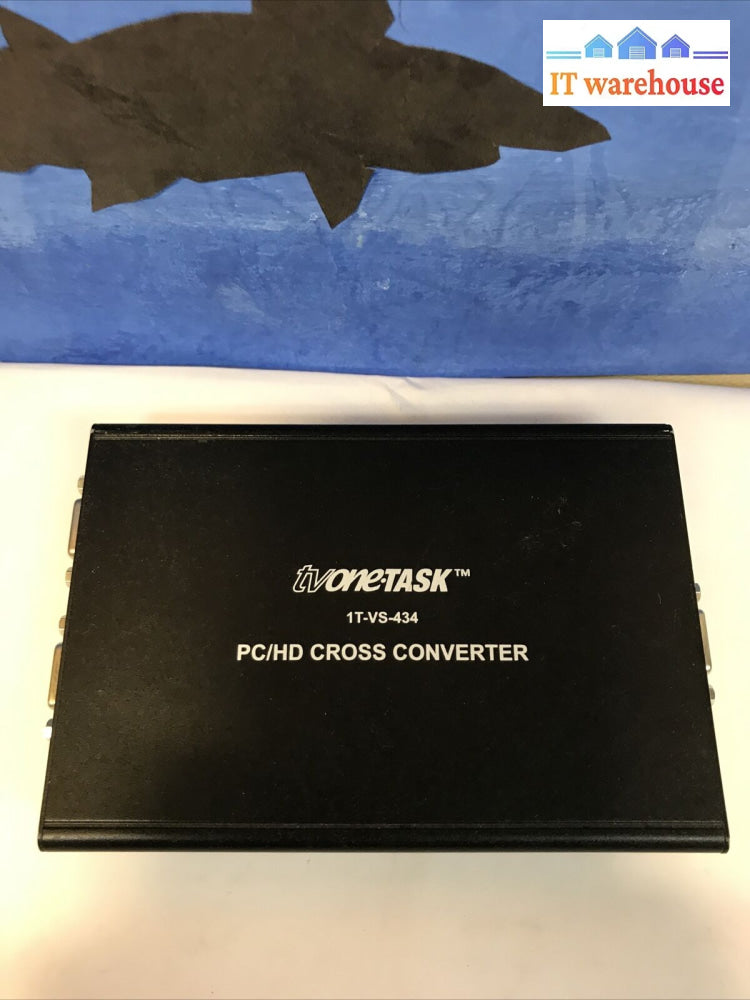 IT warehouse
tvone·TASK™
1T-VS-434
PC/HD CROSS CONVERTER